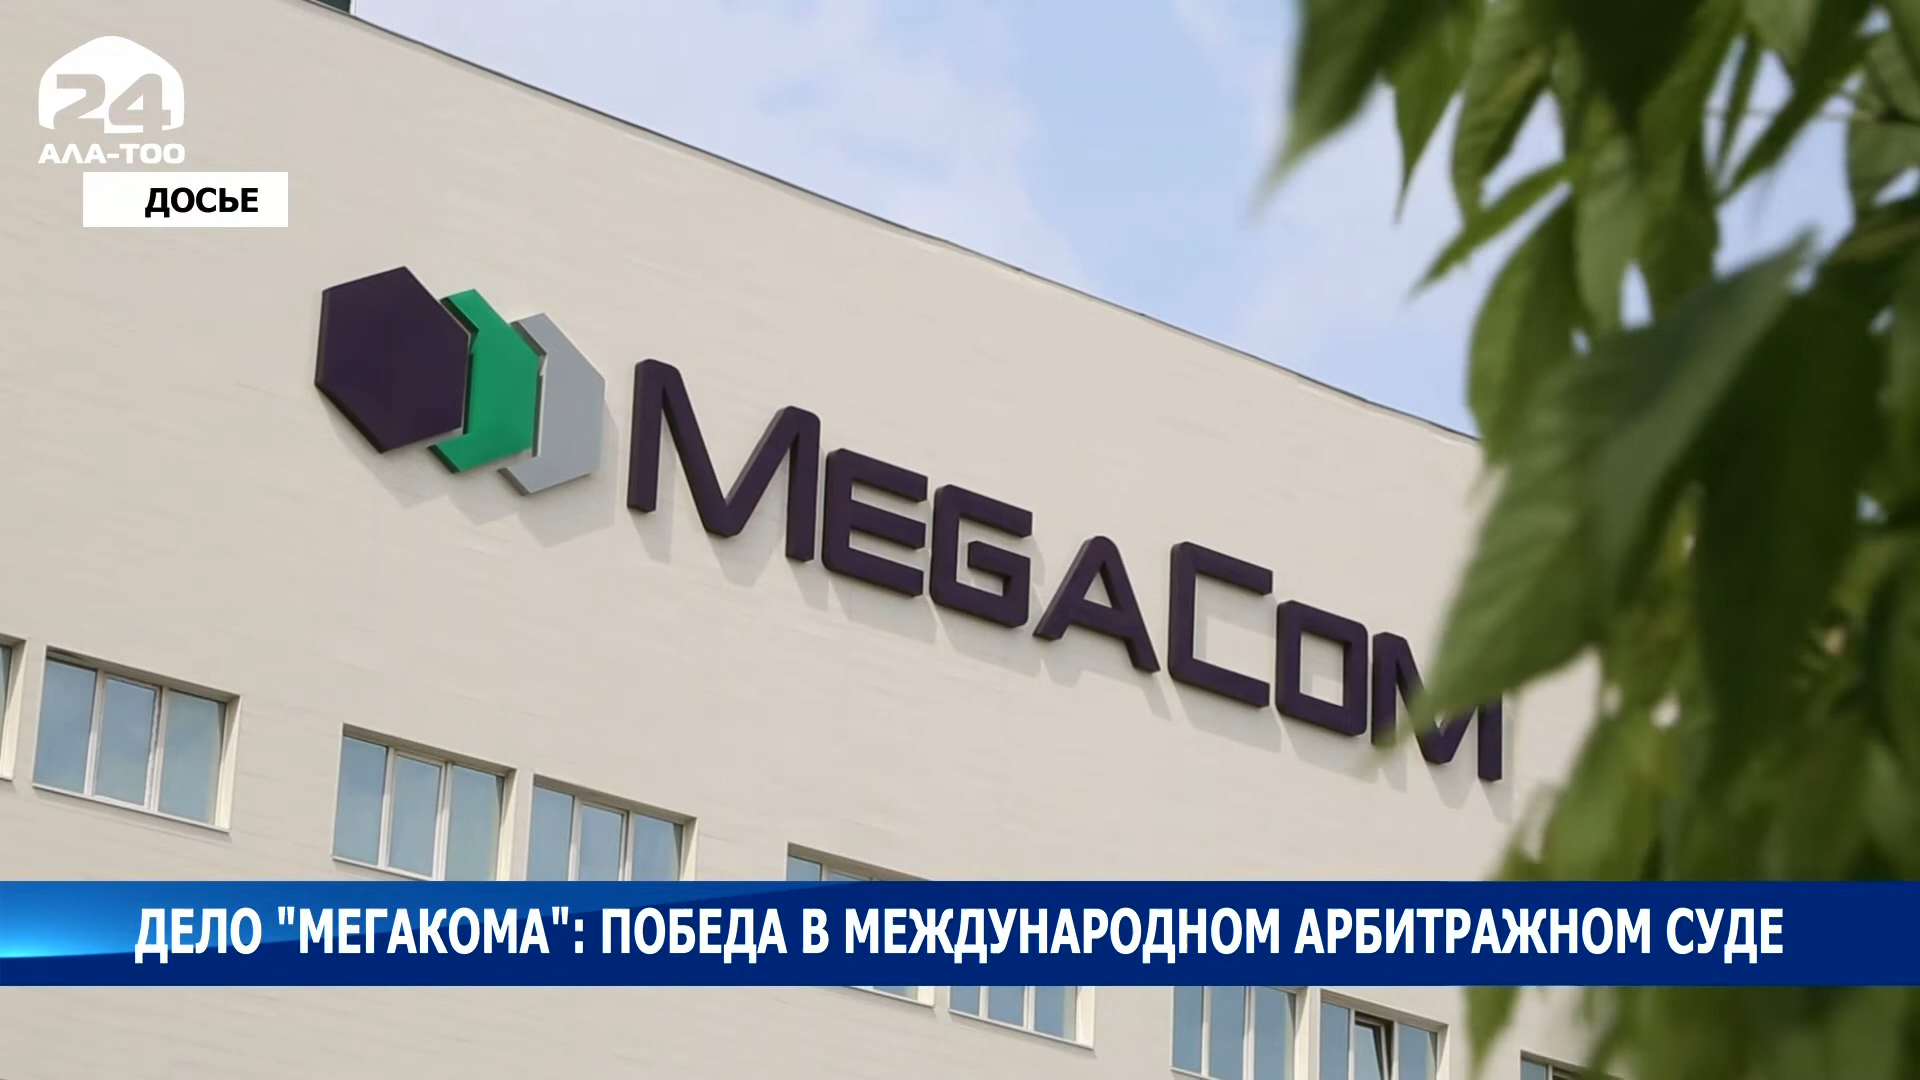 24
АЛА-ТОО
ДОСЬЕ
MEGACOM
ДЕЛО "МЕГАКОМА": ПОБЕДА В МЕЖДУНАРОДНОМ АРБИТРАЖНОМ СУДЕ